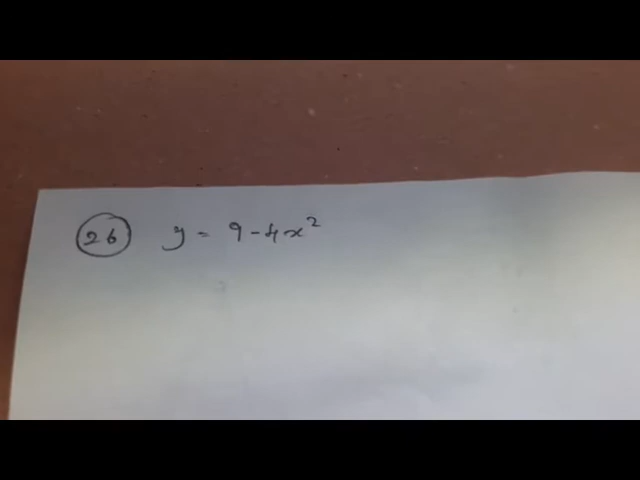 26 y = 9-4x²